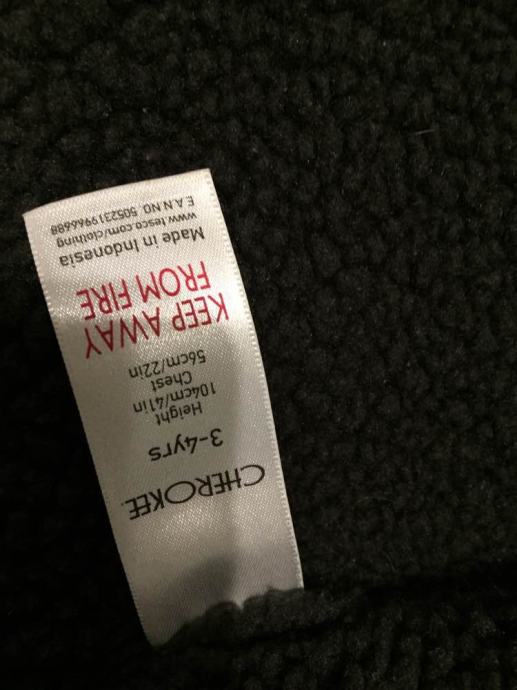 CHEROKEE.
3-4yrs
Height
104cm/41in
Chest
56cm/22in
KEEP AWAY
FROM FIRE
Made in Indonesia
www.tesco.com/clothing
E.A.N NO. 5052319966688